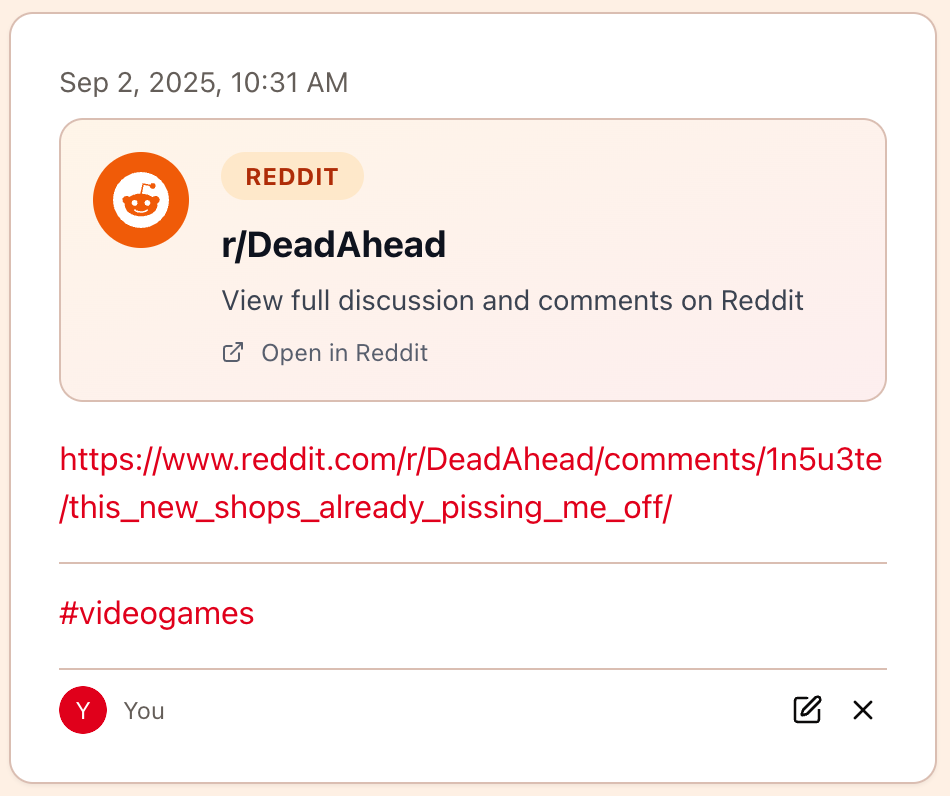 Sep 2, 2025, 10:31 AM
REDDIT
r/DeadAhead
View full discussion and comments on Reddit
Open in Reddit
https://www.reddit.com/r/DeadAhead/comments/1n5u3te
/this_new_shops_already_pissing_me_off/
#videogames
Y You